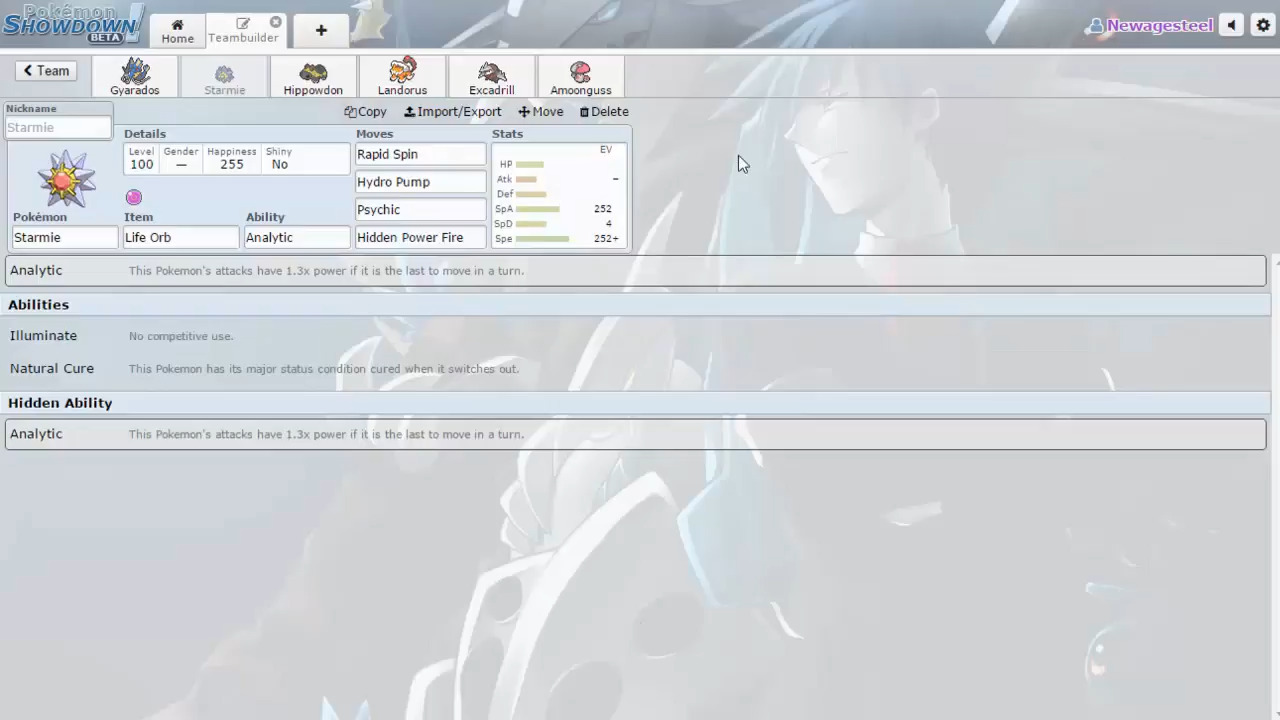 Pokémon
SHOWDOWN
BETA
Home
Teambuilder
+
Newagesteel
Team
Gyarados
Starmie
Hippowdon
Landorus
Excadrill
Amoonguss
Nickname
Starmie
Copy
Import/Export
Move
Delete
Details
Moves
Stats
Level
100
Gender
—
Happiness
255
Shiny
No
Rapid Spin
Hydro Pump
Psychic
Hidden Power Fire
EV
HP
Atk –
Def
SpA 252
SpD 4
Spe 252+
Pokémon
Starmie
Item
Life Orb
Ability
Analytic
Analytic This Pokemon's attacks have 1.3x power if it is the last to move in a turn.
Abilities
Illuminate No competitive use.
Natural Cure This Pokemon has its major status condition cured when it switches out.
Hidden Ability
Analytic This Pokemon's attacks have 1.3x power if it is the last to move in a turn.